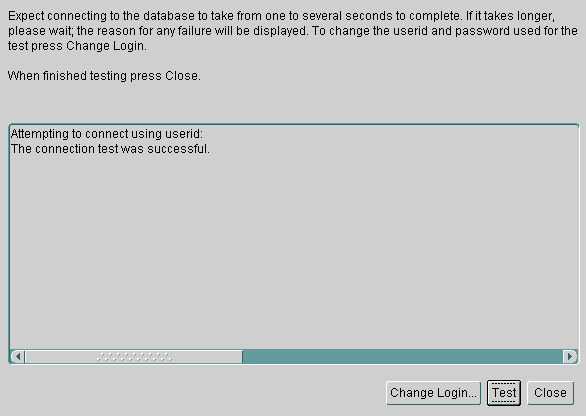 Expect connecting to the database to take from one to several seconds to complete. If it takes longer,
please wait; the reason for any failure will be displayed. To change the userid and password used for the
test press Change Login.
When finished testing press Close.
Attempting to connect using userid:
The connection test was successful.
Change Login... Test Close